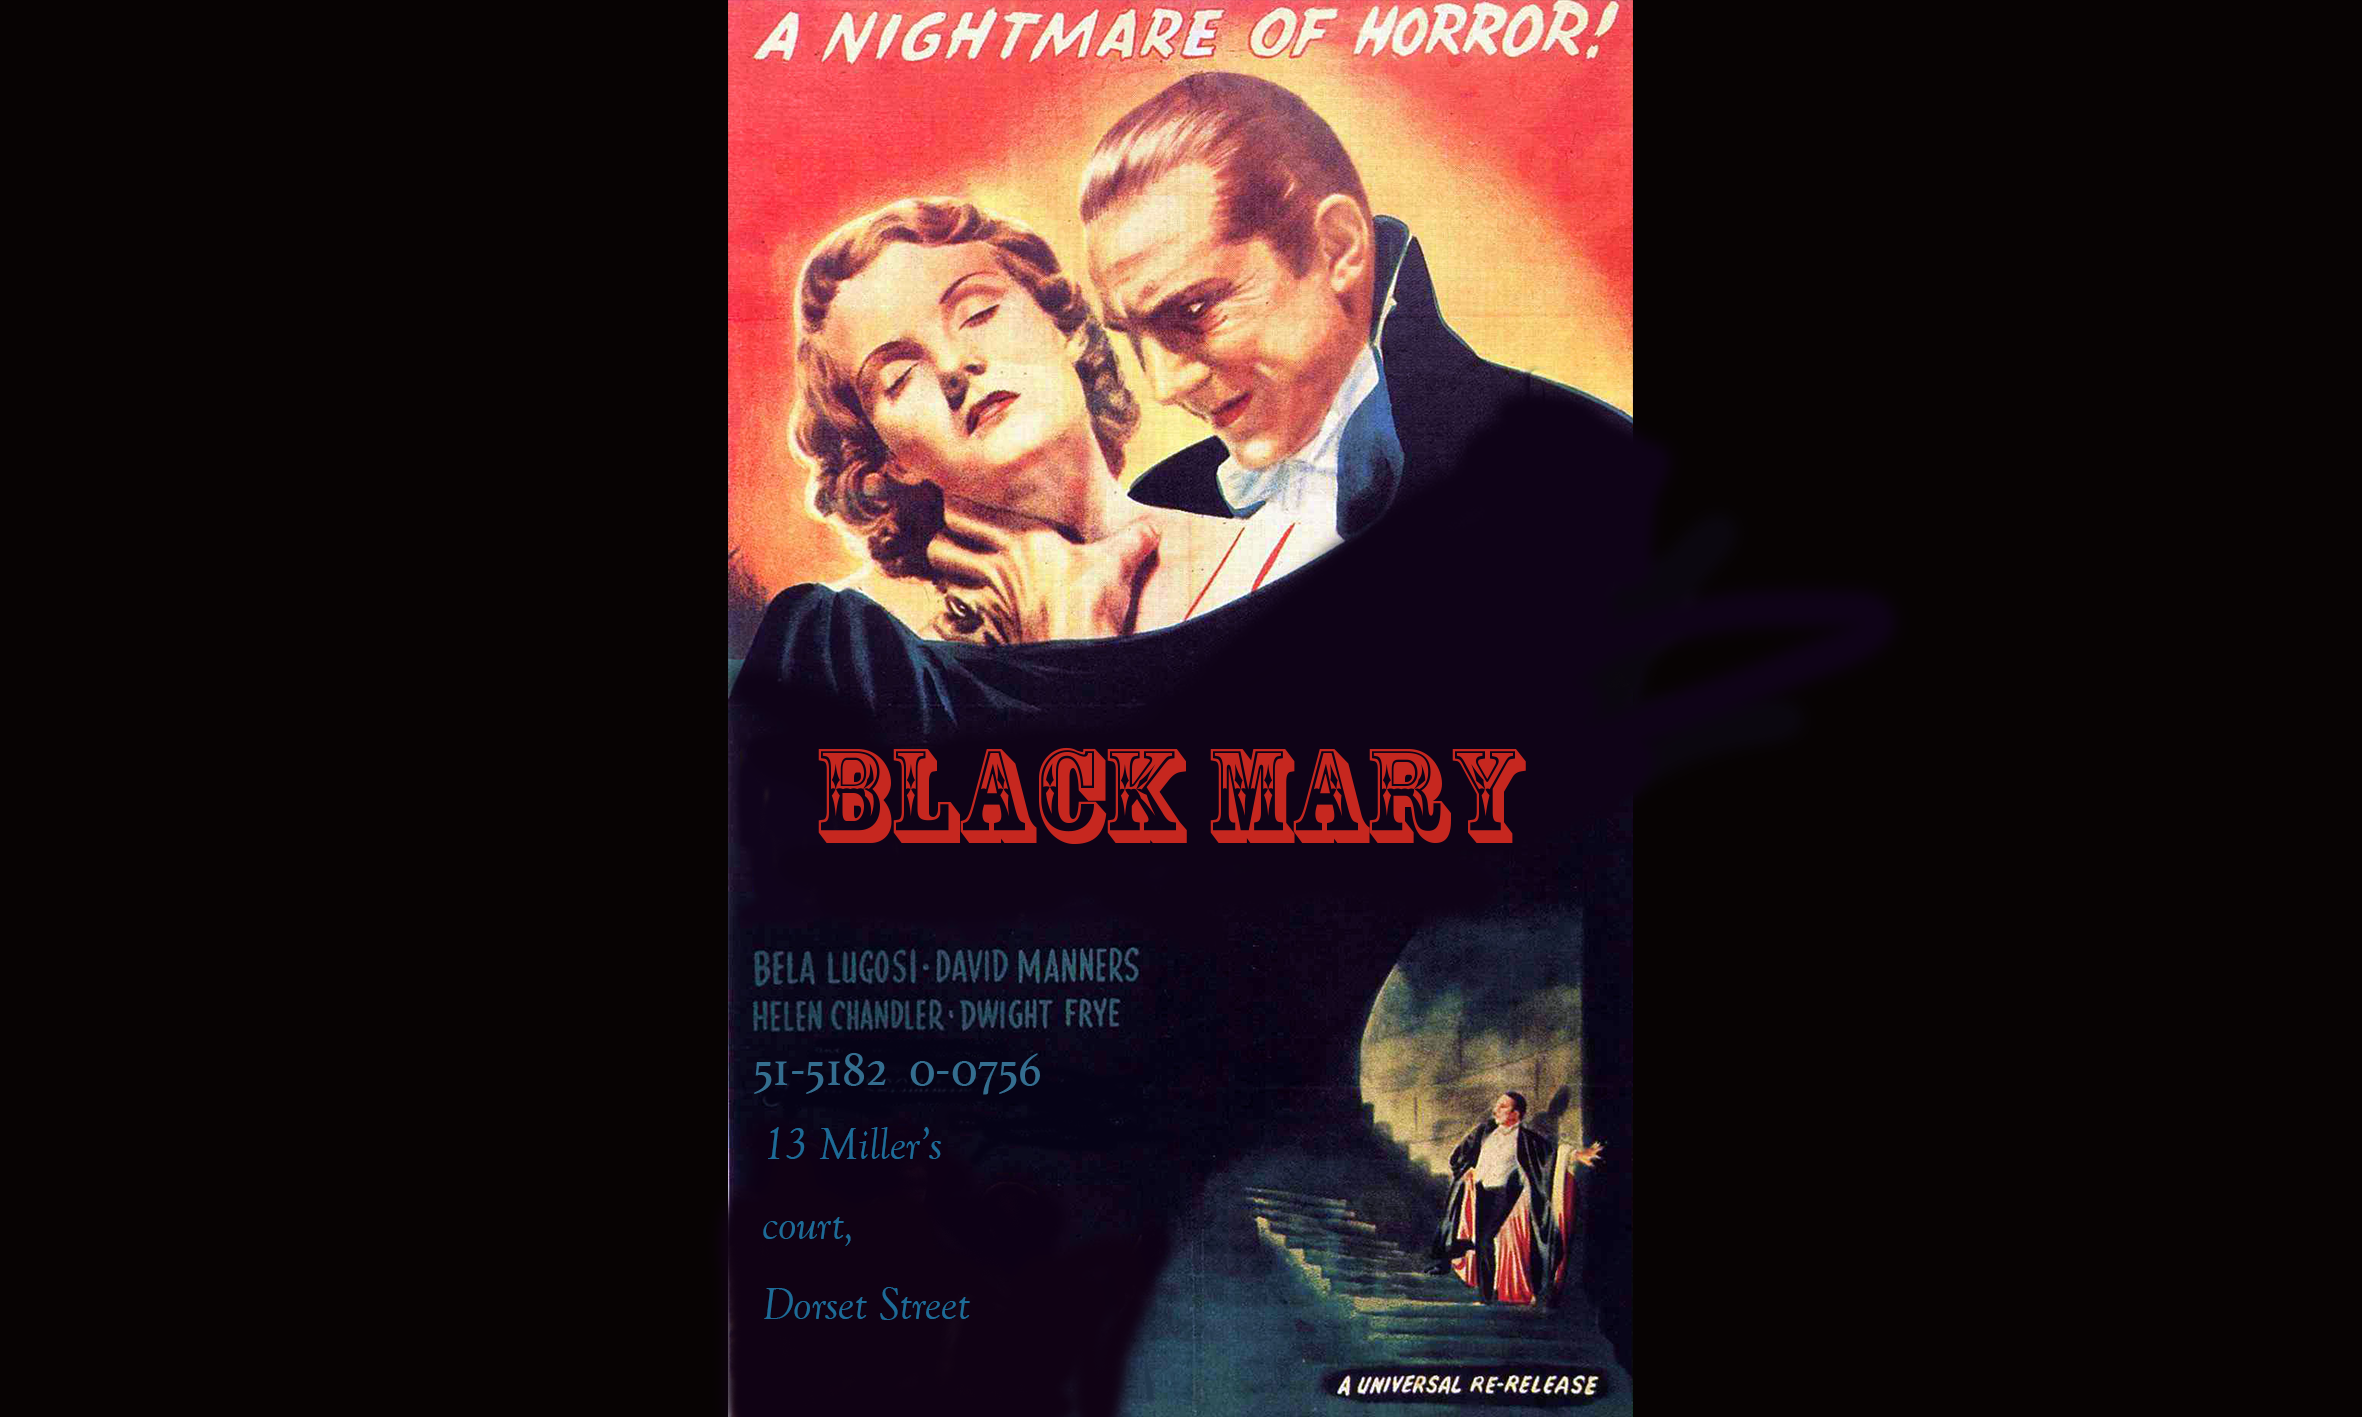 A NIGHTMARE OF HORROR!
BLACK MARY
BELA LUGOSI · DAVID MANNERS
HELEN CHANDLER · DWIGHT FRYE
51-5182 0-0756
13 Miller’s
court,
Dorset Street
A UNIVERSAL RE-RELEASE